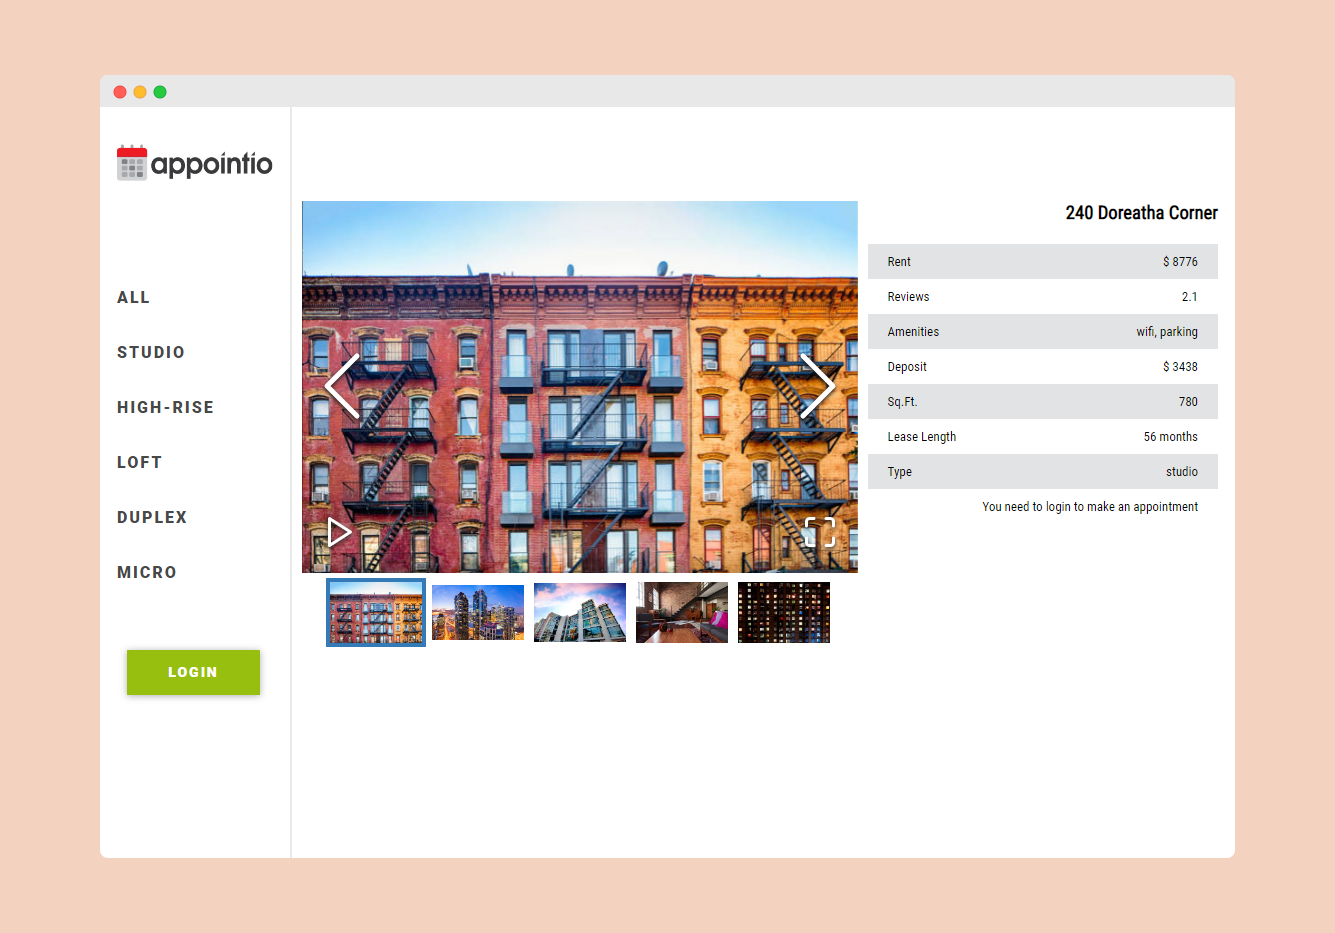 appointio
ALL
STUDIO
HIGH-RISE
LOFT
DUPLEX
MICRO
LOGIN
240 Doreatha Corner
Rent $ 8776
Reviews 2.1
Amenities wifi, parking
Deposit $ 3438
Sq.Ft. 780
Lease Length 56 months
Type studio
You need to login to make an appointment